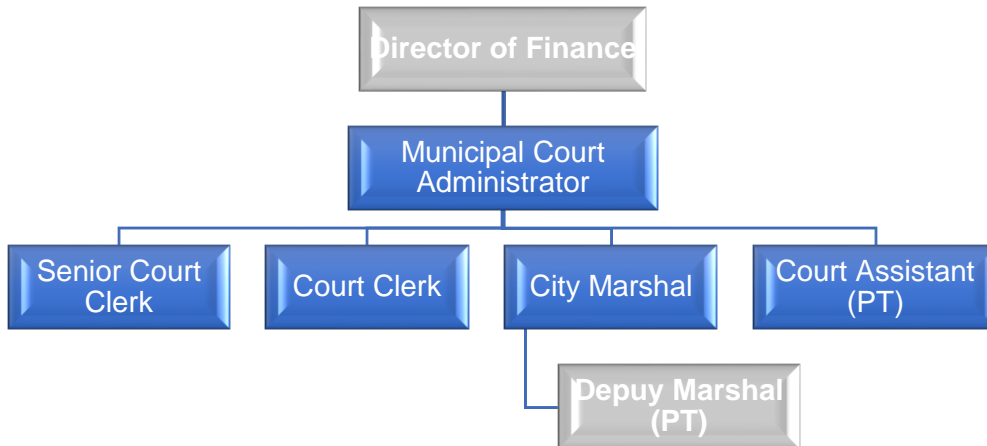 Director of Finance
Municipal Court
Administrator
Senior Court
Clerk
Court Clerk
City Marshal
Court Assistant
(PT)
Depuy Marshal
(PT)